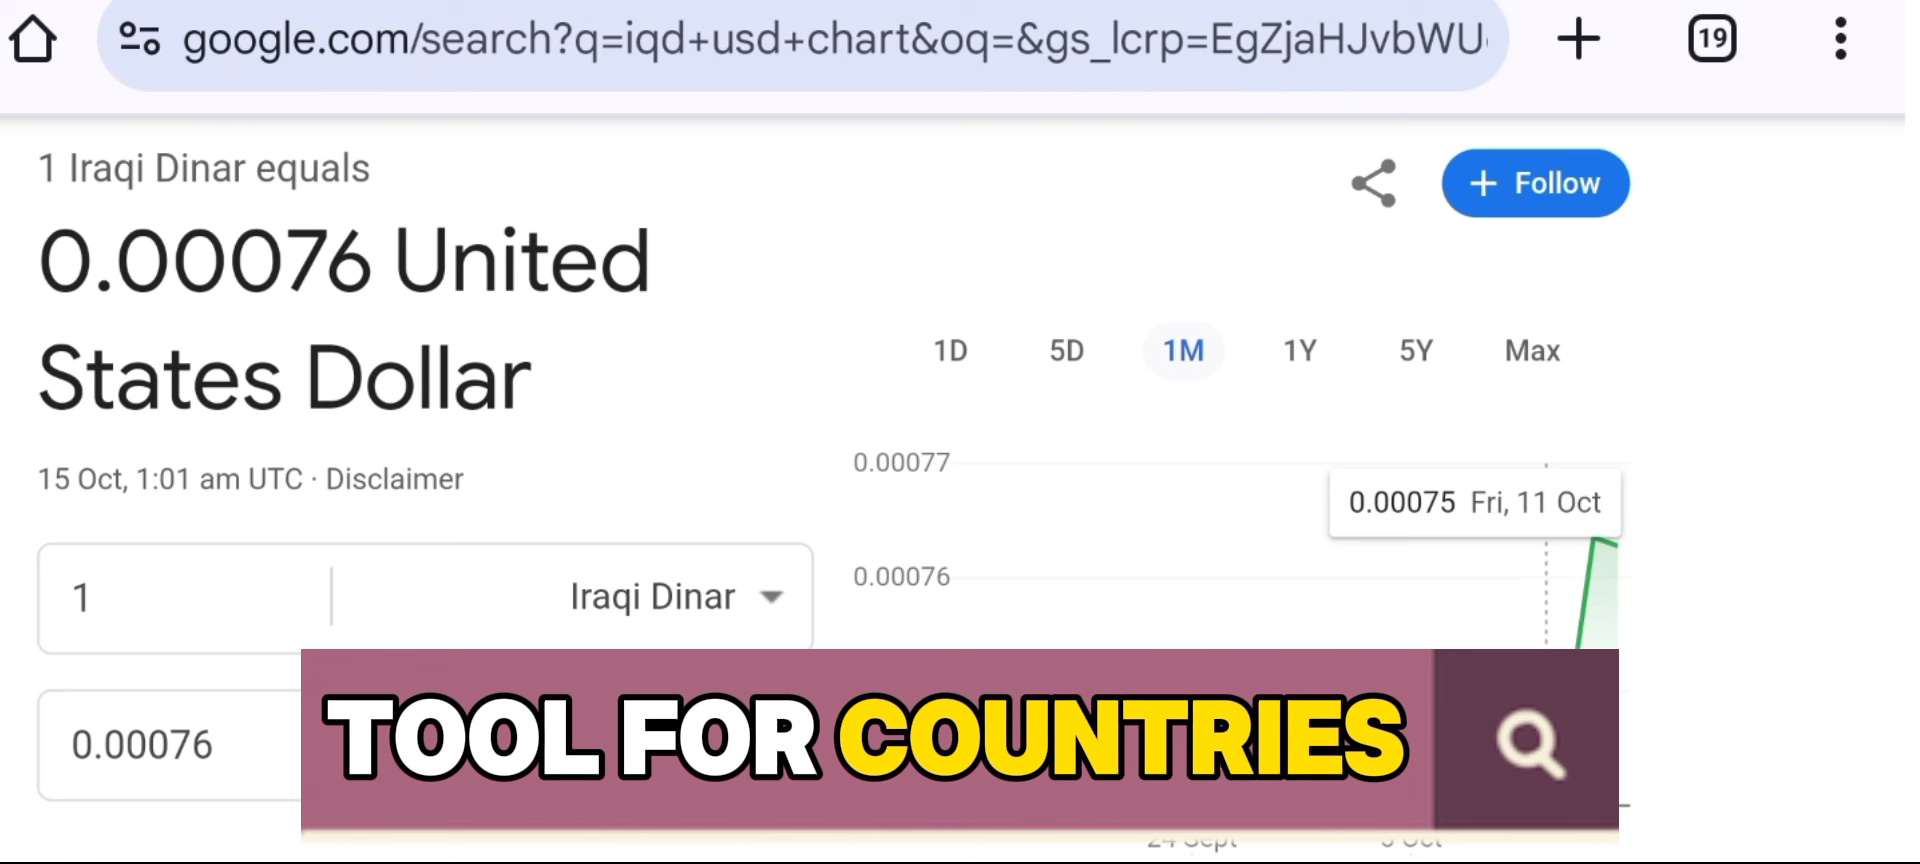 google.com/search?q=iqd+usd+chart&oq=&gs_lcrp=EgZjaHJvbWU
19
1 Iraqi Dinar equals
Follow
0.00076 United
States Dollar
1D 5D 1M 1Y 5Y Max
15 Oct, 1:01 am UTC · Disclaimer
0.00077
0.00075 Fri, 11 Oct
0.00076
1 Iraqi Dinar
0.00076
TOOL FOR COUNTRIES
24 Sept